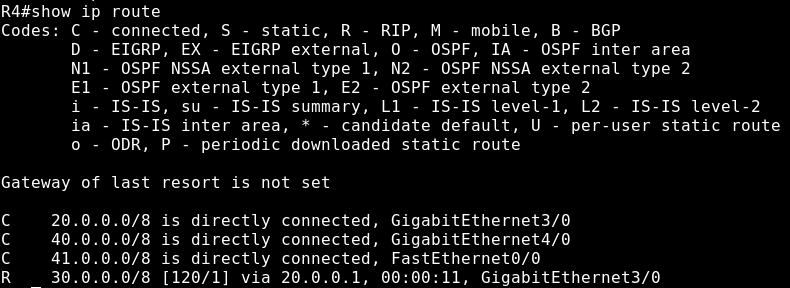 R4#show ip route
Codes: C - connected, S - static, R - RIP, M - mobile, B - BGP
       D - EIGRP, EX - EIGRP external, O - OSPF, IA - OSPF inter area
       N1 - OSPF NSSA external type 1, N2 - OSPF NSSA external type 2
       E1 - OSPF external type 1, E2 - OSPF external type 2
       i - IS-IS, su - IS-IS summary, L1 - IS-IS level-1, L2 - IS-IS level-2
       ia - IS-IS inter area, * - candidate default, U - per-user static route
       o - ODR, P - periodic downloaded static route
Gateway of last resort is not set
C    20.0.0.0/8 is directly connected, GigabitEthernet3/0
C    40.0.0.0/8 is directly connected, GigabitEthernet4/0
C    41.0.0.0/8 is directly connected, FastEthernet0/0
R    30.0.0.0/8 [120/1] via 20.0.0.1, 00:00:11, GigabitEthernet3/0